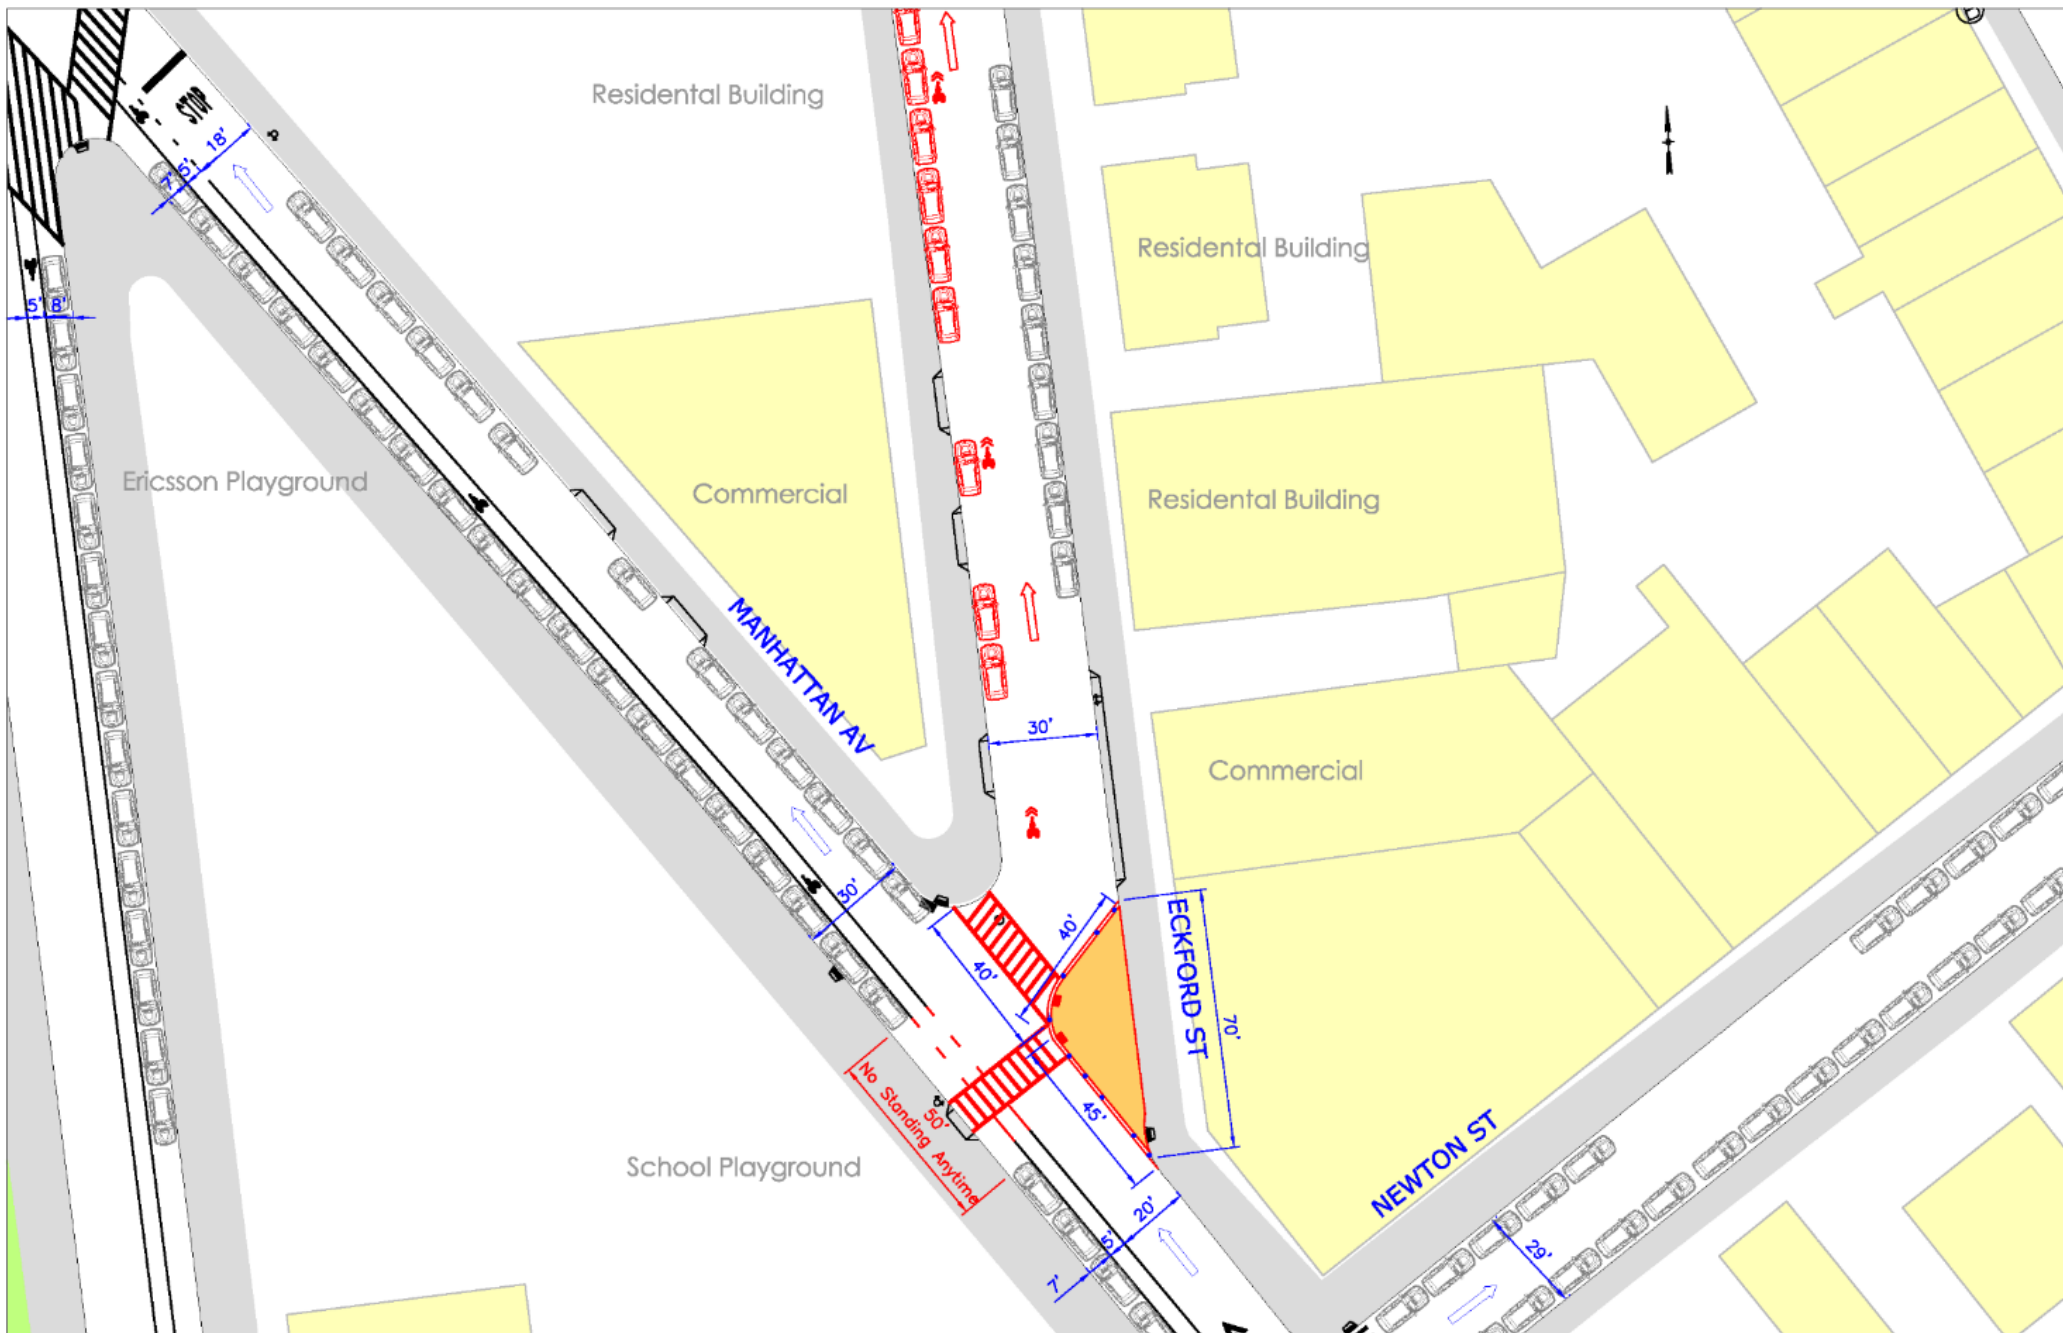 Residental Building
STOP
18'
5'
7'
Residental Building
5'
8'
Ericsson Playground
Commercial
Residental Building
MANHATTAN AV
30'
Commercial
30'
40'
ECKFORD ST
40'
70'
No Standing Anytime
50'
45'
School Playground
NEWTON ST
20'
5'
7'
29'